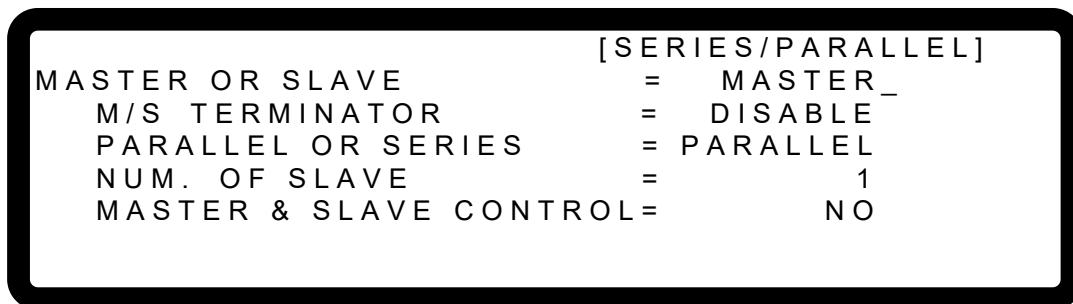 [SERIES/PARALLEL]
MASTER OR SLAVE = MASTER_
M/S TERMINATOR = DISABLE
PARALLEL OR SERIES = PARALLEL
NUM. OF SLAVE = 1
MASTER & SLAVE CONTROL= NO